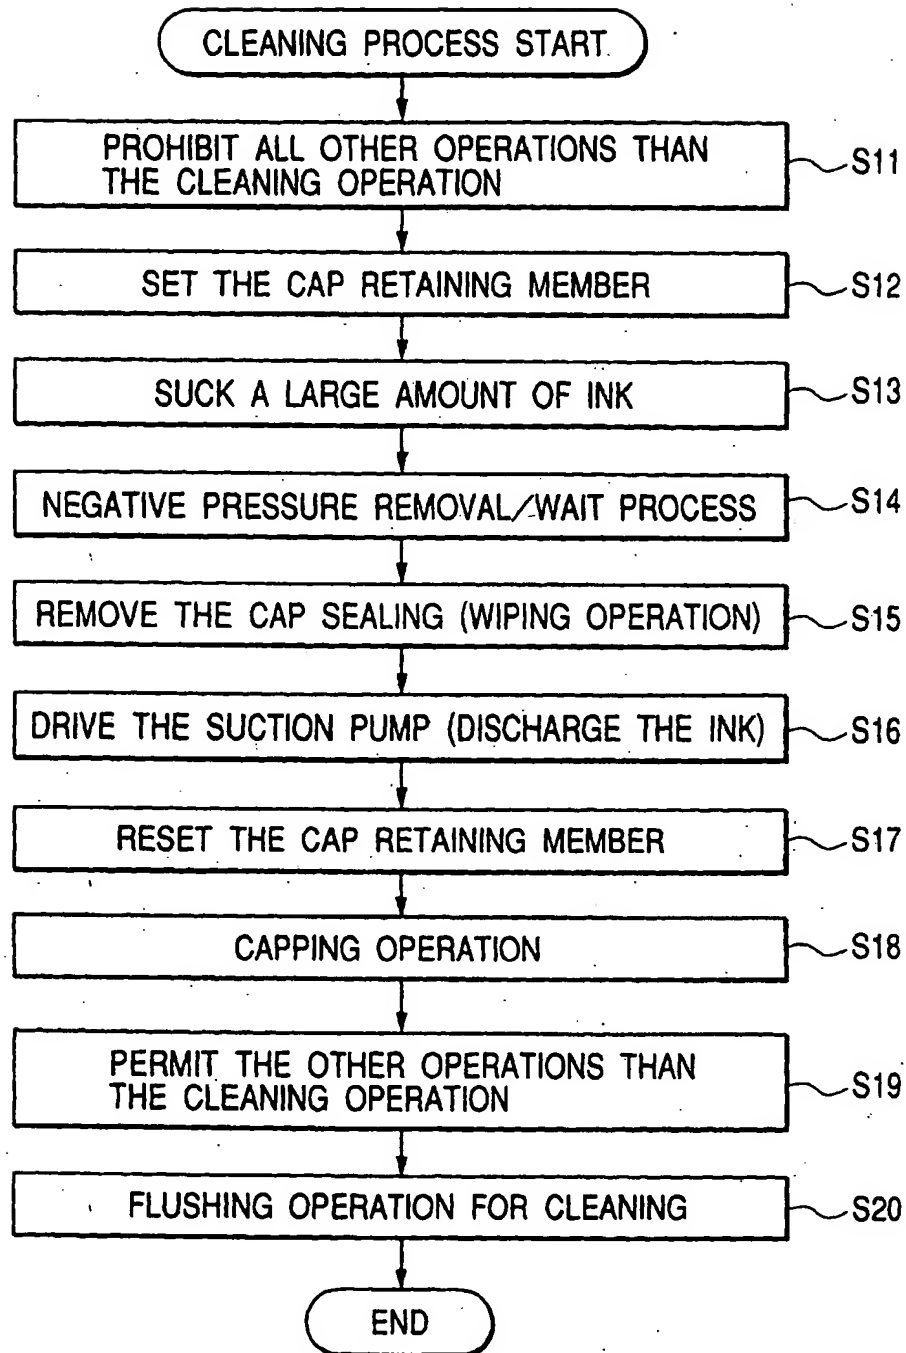 CLEANING PROCESS START
PROHIBIT ALL OTHER OPERATIONS THAN
THE CLEANING OPERATION
S11
SET THE CAP RETAINING MEMBER
S12
SUCK A LARGE AMOUNT OF INK
S13
NEGATIVE PRESSURE REMOVAL/WAIT PROCESS
S14
REMOVE THE CAP SEALING (WIPING OPERATION)
S15
DRIVE THE SUCTION PUMP (DISCHARGE THE INK)
S16
RESET THE CAP RETAINING MEMBER
S17
CAPPING OPERATION
S18
PERMIT THE OTHER OPERATIONS THAN
THE CLEANING OPERATION
S19
FLUSHING OPERATION FOR CLEANING
S20
END